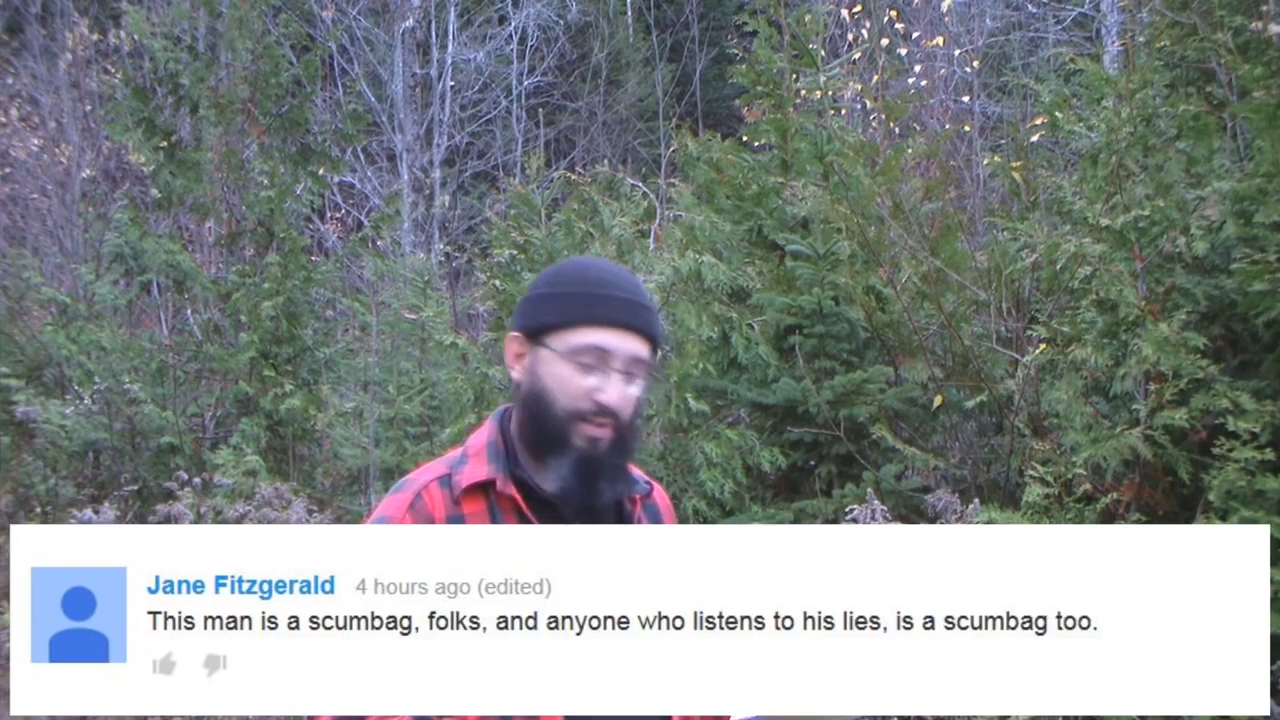 Jane Fitzgerald 4 hours ago (edited)
This man is a scumbag, folks, and anyone who listens to his lies, is a scumbag too.